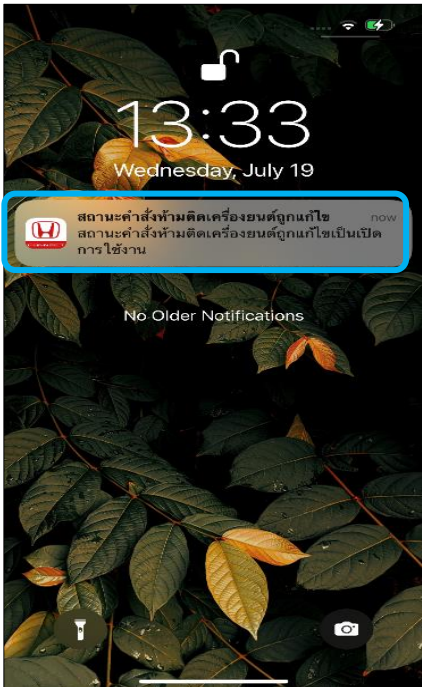 13:33
Wednesday, July 19
สถานะคำสั่งห้ามติดเครื่องยนต์ถูกแก้ไข now
สถานะคำสั่งห้ามติดเครื่องยนต์ถูกแก้ไขเป็นเปิด
การใช้งาน
No Older Notifications